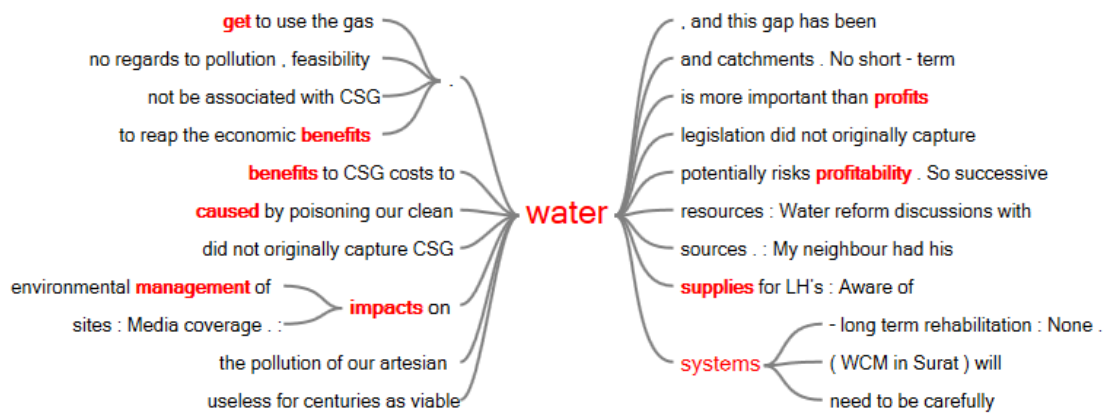 get to use the gas
no regards to pollution , feasibility
.
not be associated with CSG
to reap the economic benefits
benefits to CSG costs to
caused by poisoning our clean
did not originally capture CSG
environmental management of
impacts on
sites : Media coverage . :
the pollution of our artesian
useless for centuries as viable
water
, and this gap has been
and catchments . No short - term
is more important than profits
legislation did not originally capture
potentially risks profitability . So successive
resources : Water reform discussions with
sources . : My neighbour had his
supplies for LH's : Aware of
systems
- long term rehabilitation : None .
( WCM in Surat ) will
need to be carefully